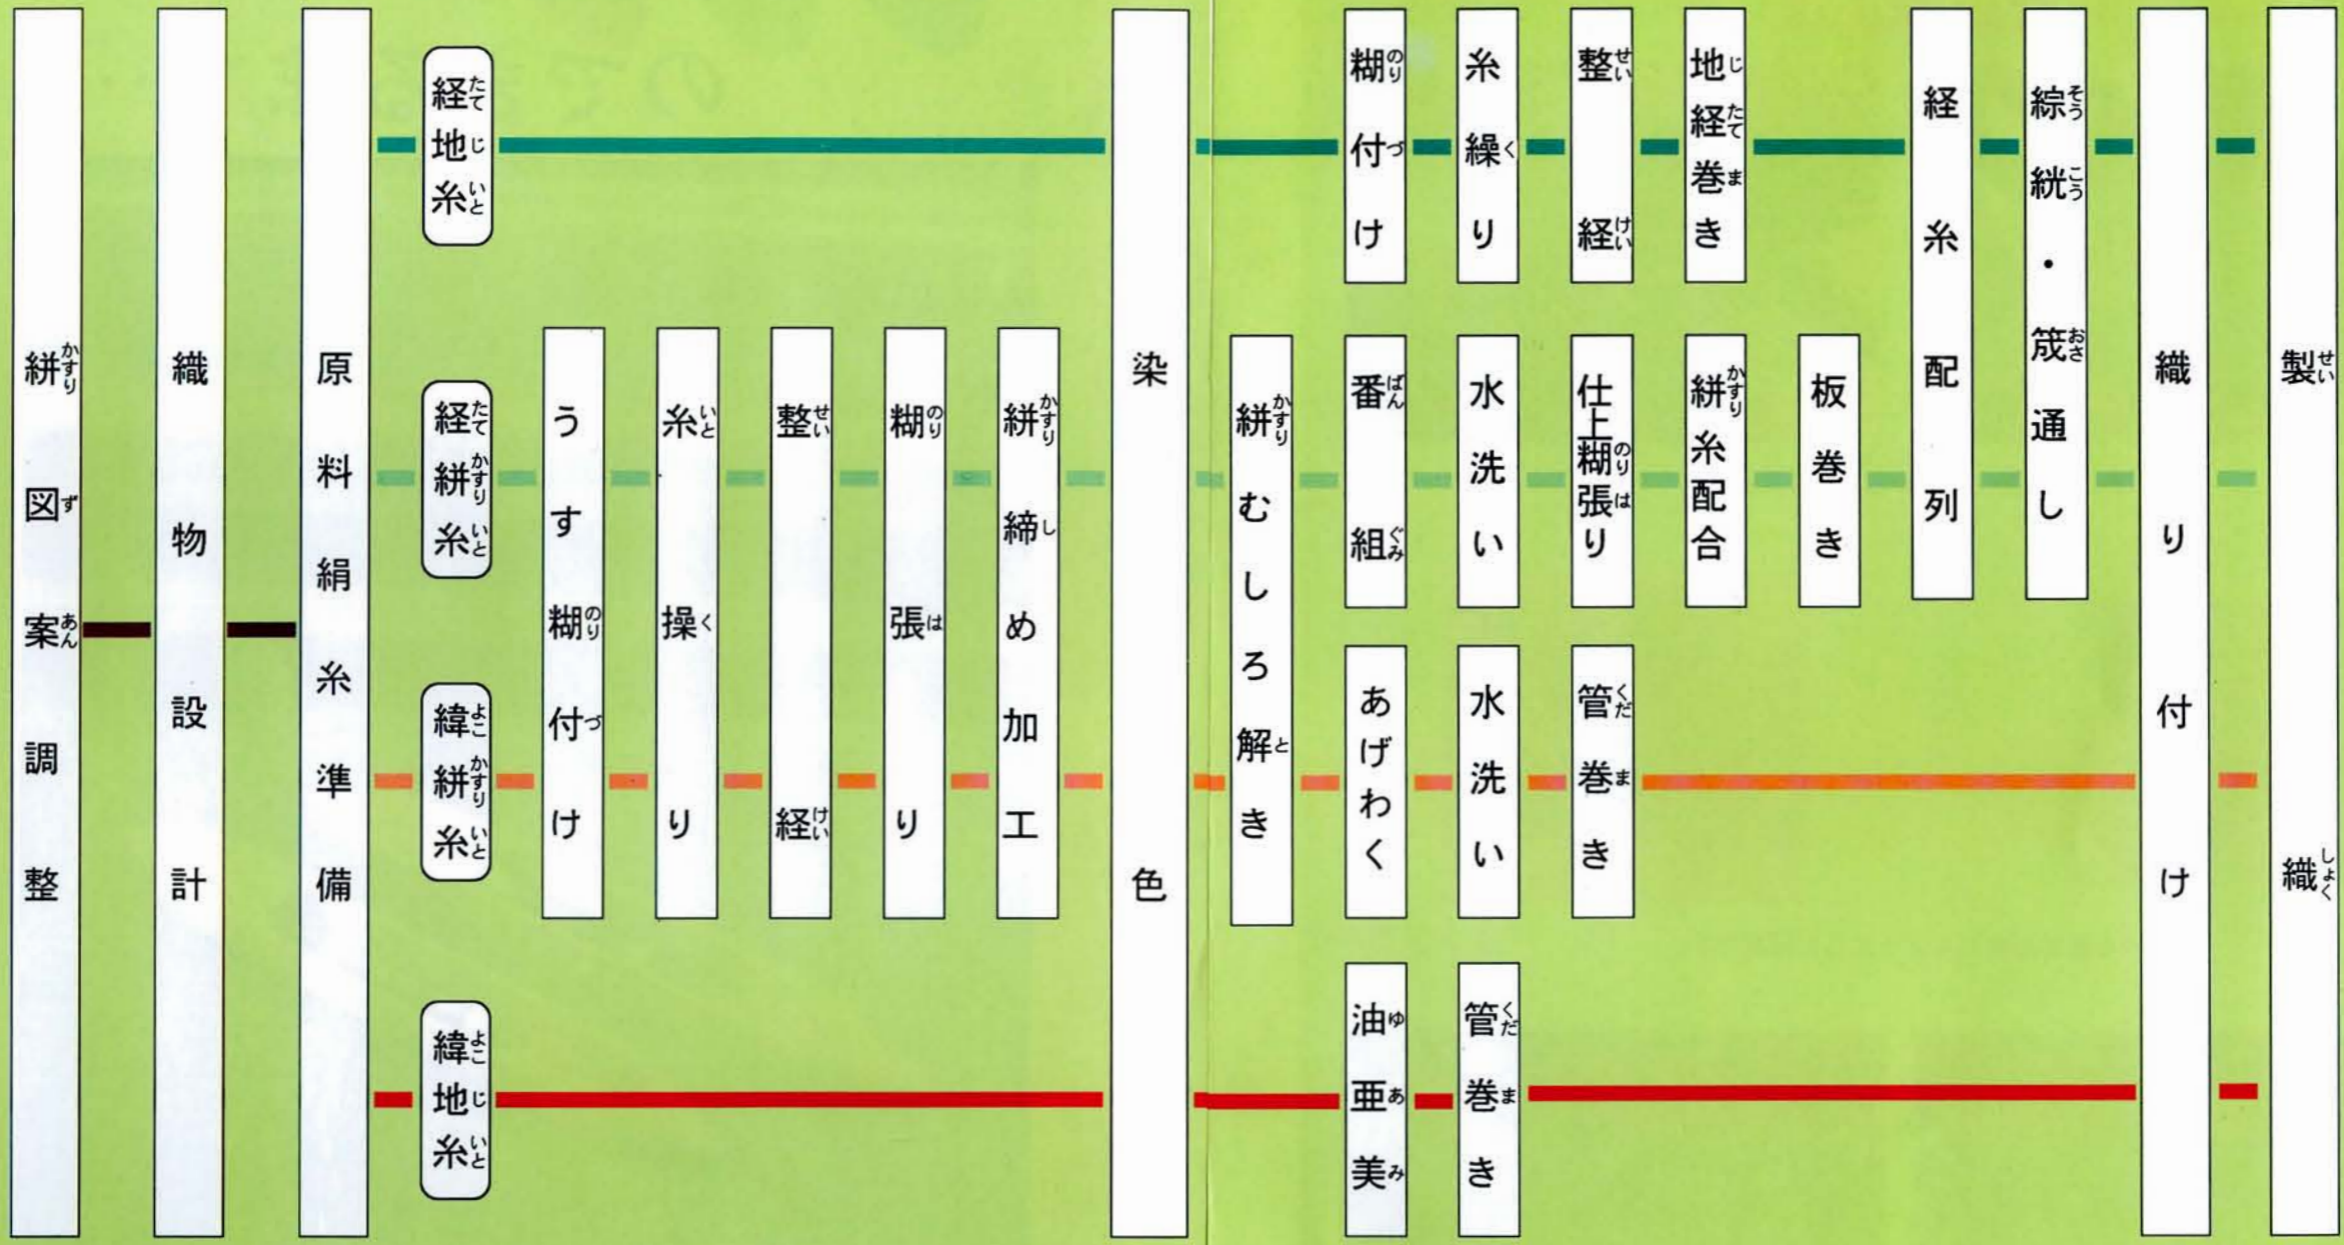 絣図案調整
織物設計
原料絹糸準備
経地糸
経絣糸
緯絣糸
緯地糸
うす糊付け
糸操り
整経
糊張り
絣締め加工
染色
絣むしろ解き
糊付け
糸繰り
整経
地経巻き
番組
水洗い
仕上糊張り
絣糸配合
板巻き
あげわく
水洗い
管巻き
油亜美
管巻き
経糸配列
綜絖・筬通し
織り付け
製織